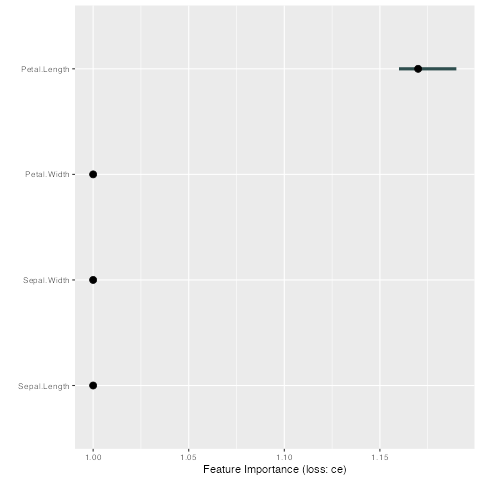 Petal.Length
Petal.Width
Sepal.Width
Sepal.Length
1.00 1.05 1.10 1.15
Feature Importance (loss: ce)